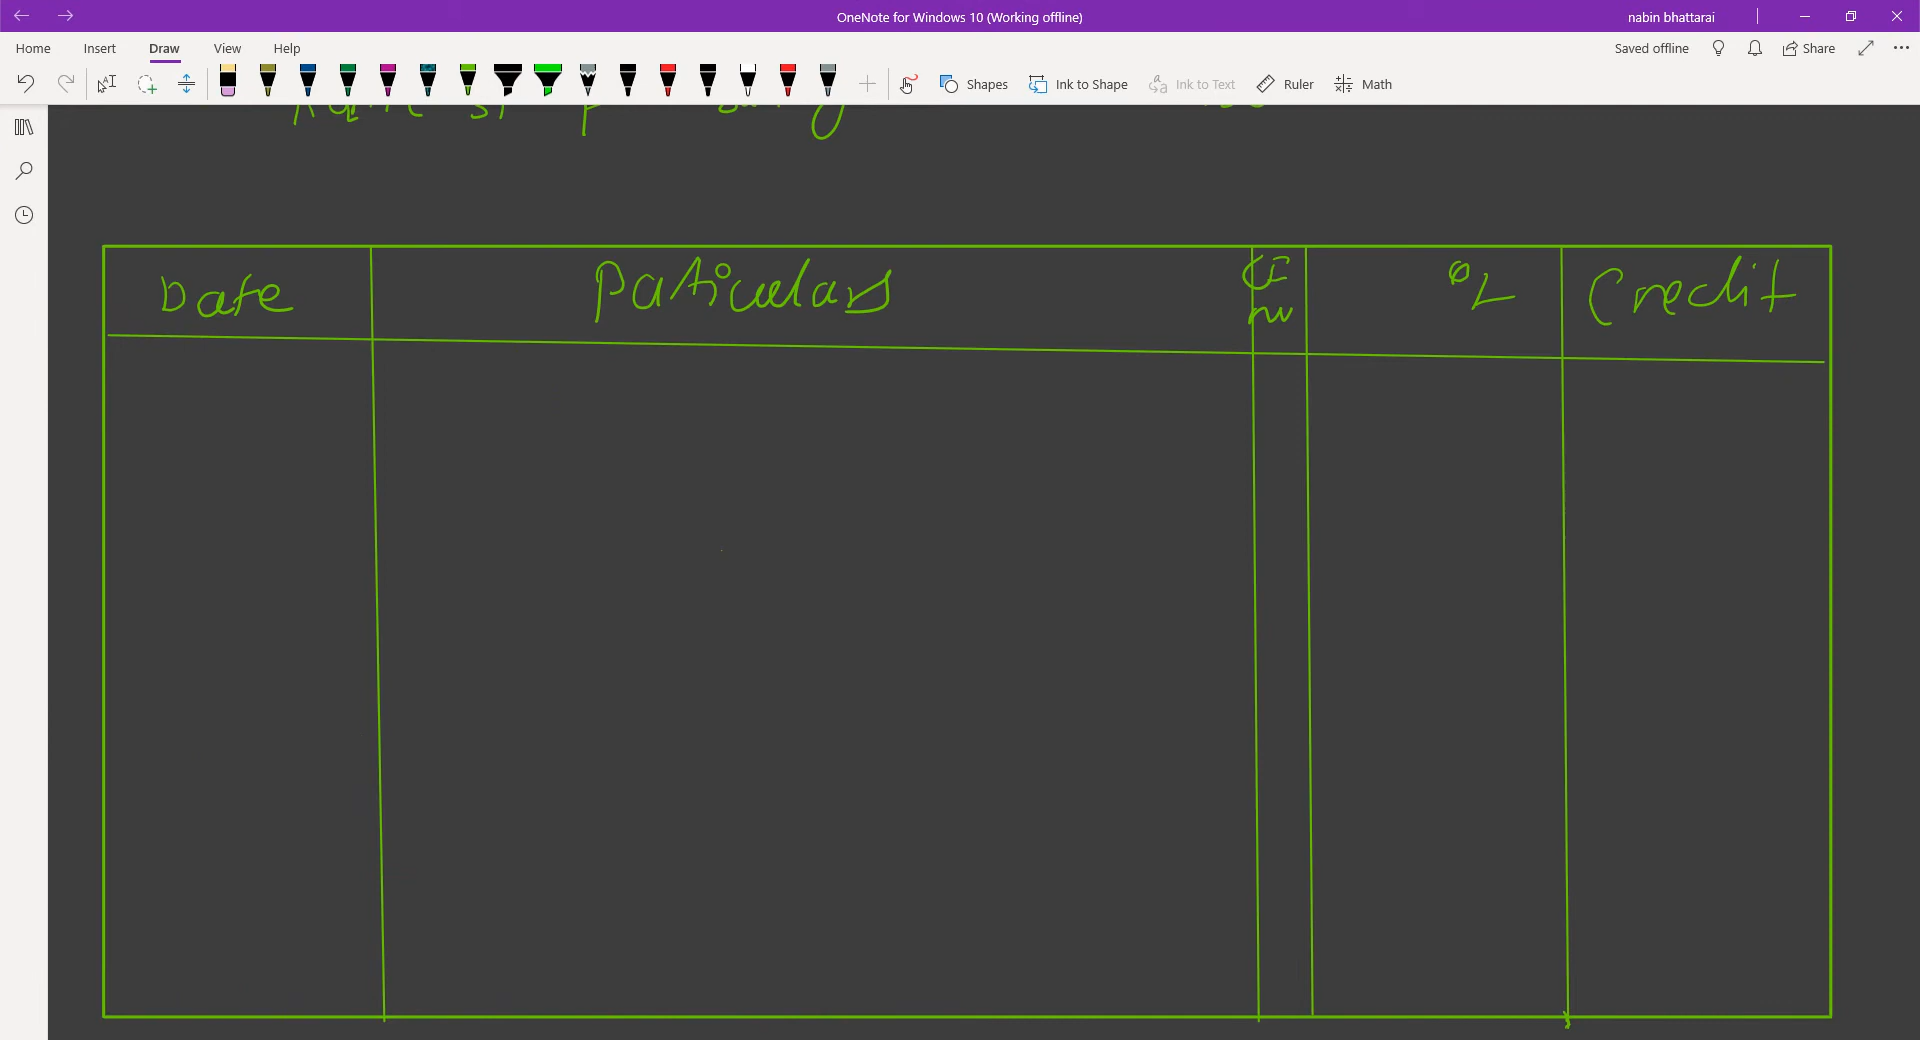 OneNote for Windows 10 (Working offline)
nabin bhattarai
Home Insert Draw View Help
Saved offline Share
Shapes Ink to Shape Ink to Text Ruler Math
Date Paticulars Credit